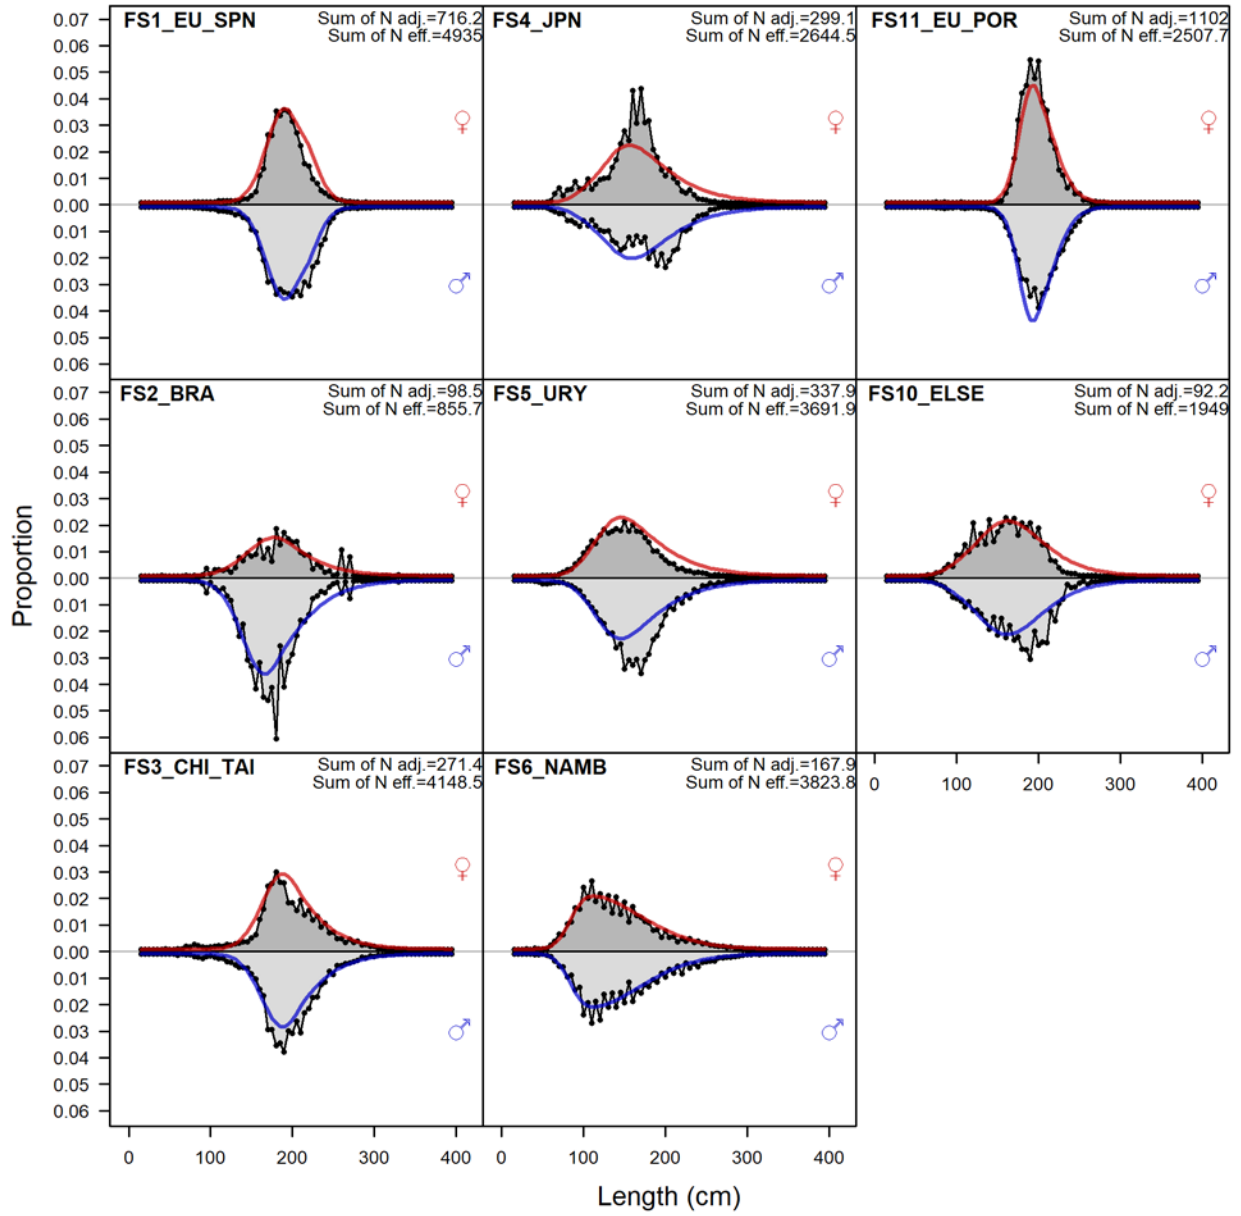 FS1_EU_SPN
Sum of N adj.=716.2
Sum of N eff.=4935
FS4_JPN
Sum of N adj.=299.1
Sum of N eff.=2644.5
FS11_EU_POR
Sum of N adj.=1102
Sum of N eff.=2507.7
0.07
0.06
0.05
0.04
0.03
0.02
0.01
0.00
0.01
0.02
0.03
0.04
0.05
0.06
♀
♀
♀
♂
♂
♂
FS2_BRA
Sum of N adj.=98.5
Sum of N eff.=855.7
FS5_URY
Sum of N adj.=337.9
Sum of N eff.=3691.9
FS10_ELSE
Sum of N adj.=92.2
Sum of N eff.=1949
0.07
0.06
0.05
0.04
0.03
0.02
0.01
0.00
0.01
0.02
0.03
0.04
0.05
0.06
♀
♀
♀
♂
♂
♂
Proportion
FS3_CHI_TAI
Sum of N adj.=271.4
Sum of N eff.=4148.5
FS6_NAMB
Sum of N adj.=167.9
Sum of N eff.=3823.8
0.07
0.06
0.05
0.04
0.03
0.02
0.01
0.00
0.01
0.02
0.03
0.04
0.05
0.06
♀
♀
♂
♂
0 100 200 300 400
0 100 200 300 400
0 100 200 300 400
Length (cm)